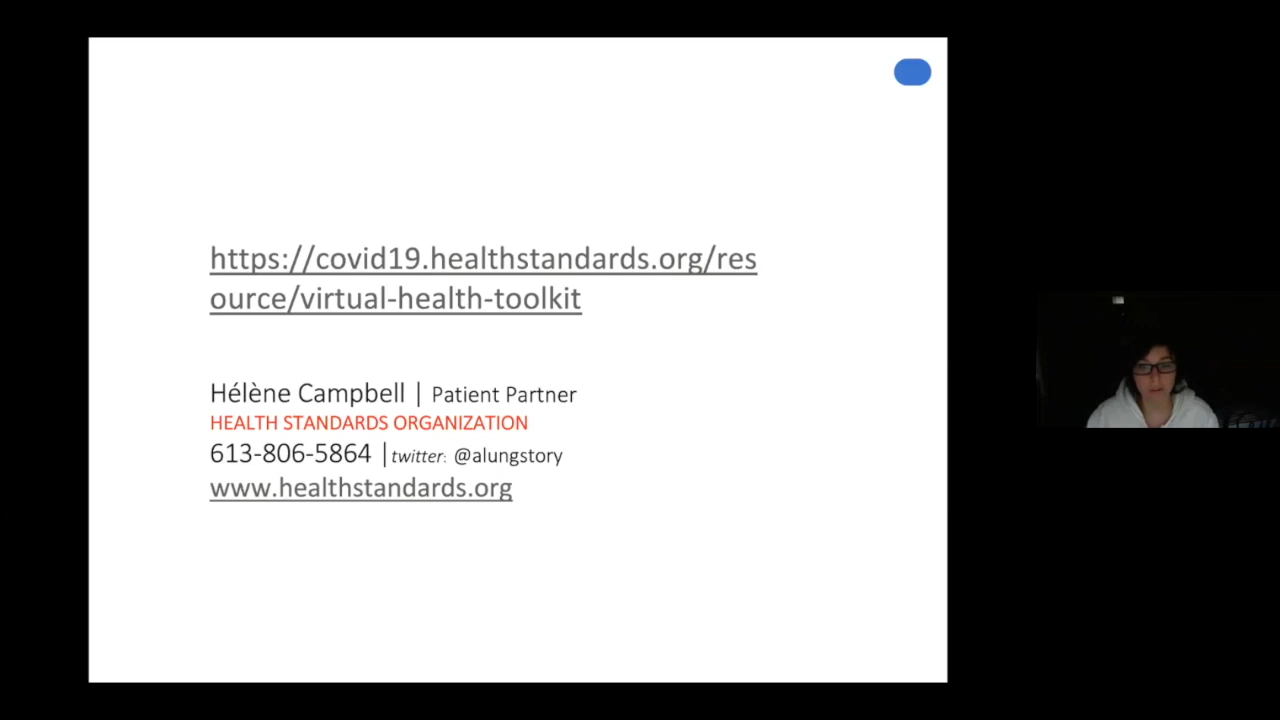 https://covid19.healthstandards.org/res
ource/virtual-health-toolkit
Hélène Campbell | Patient Partner
HEALTH STANDARDS ORGANIZATION
613-806-5864 | twitter: @alungstory
www.healthstandards.org